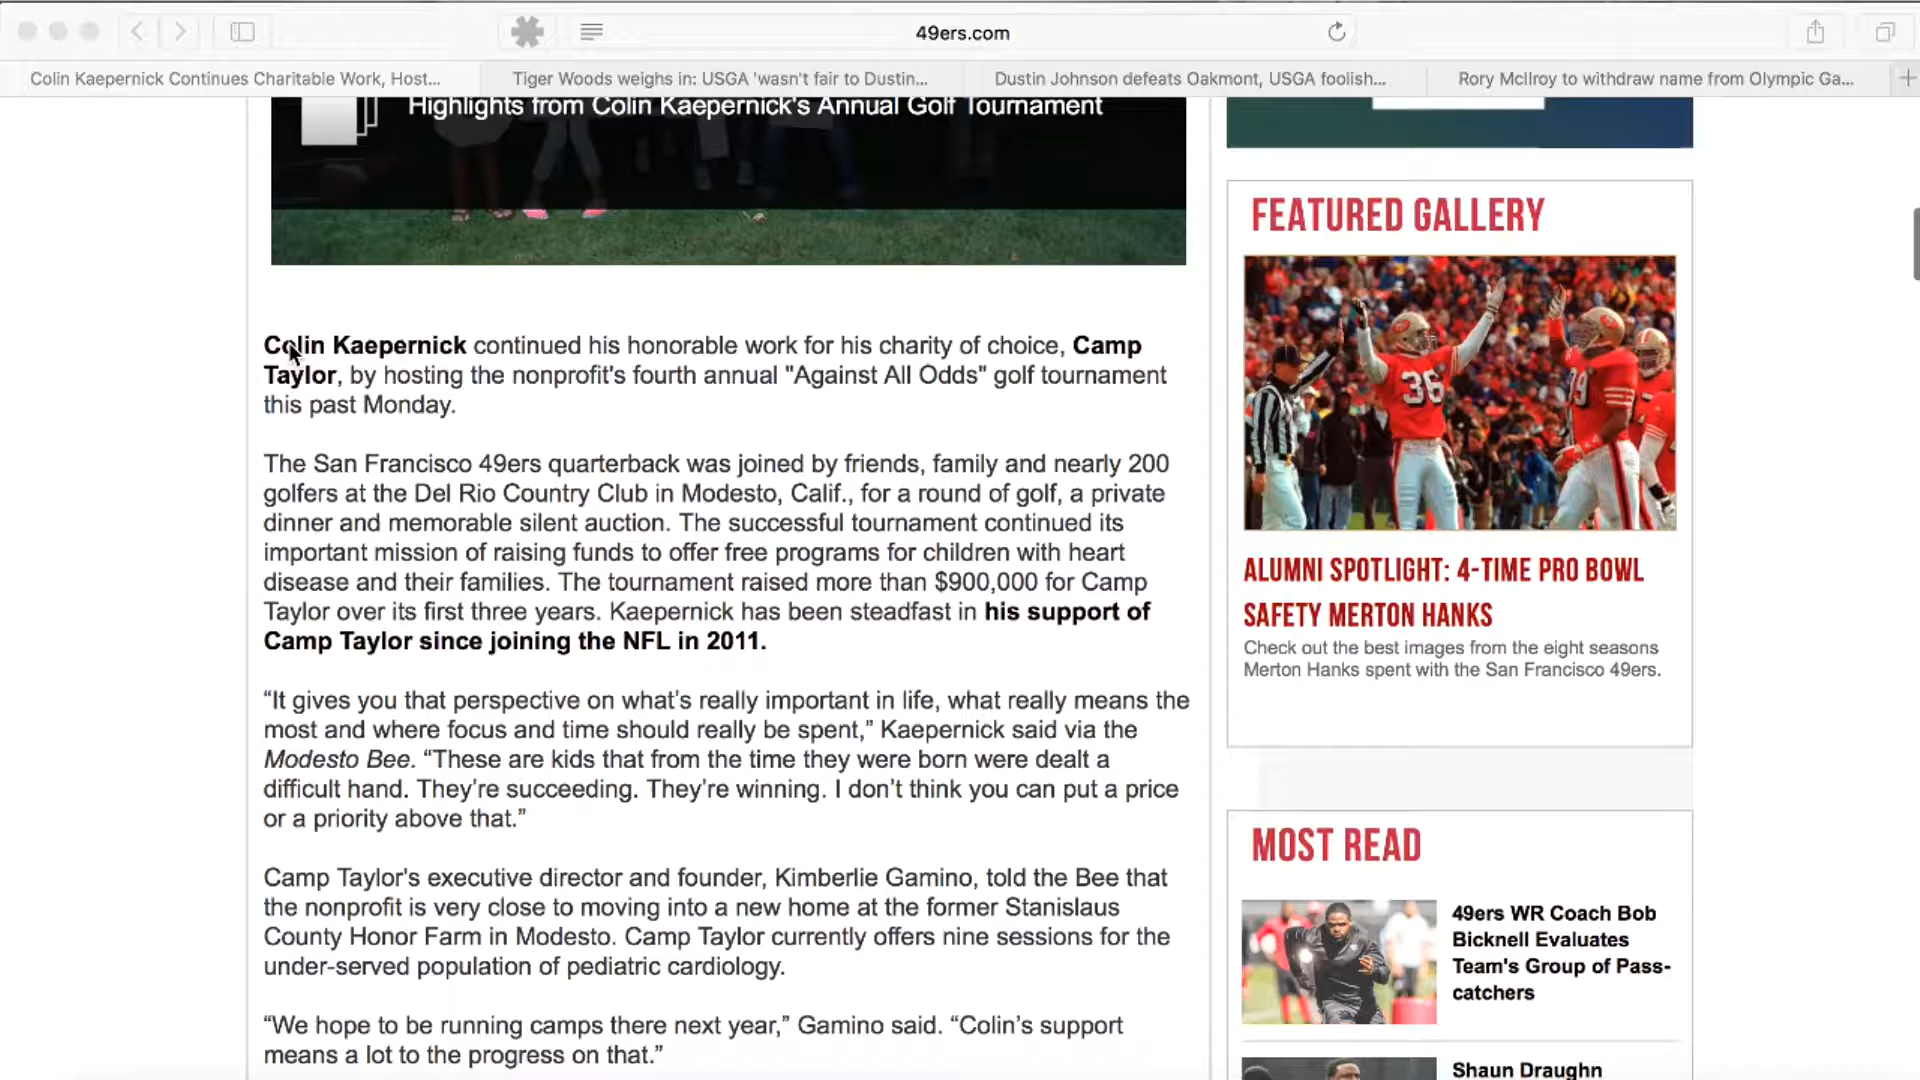 49ers.com
Colin Kaepernick Continues Charitable Work, Host...
Tiger Woods weighs in: USGA 'wasn't fair to Dustin...
Dustin Johnson defeats Oakmont, USGA foolish...
Rory McIlroy to withdraw name from Olympic Ga...
Highlights from Colin Kaepernick's Annual Golf Tournament
Colin Kaepernick continued his honorable work for his charity of choice, Camp
Taylor, by hosting the nonprofit's fourth annual "Against All Odds" golf tournament
this past Monday.
The San Francisco 49ers quarterback was joined by friends, family and nearly 200
golfers at the Del Rio Country Club in Modesto, Calif., for a round of golf, a private
dinner and memorable silent auction. The successful tournament continued its
important mission of raising funds to offer free programs for children with heart
disease and their families. The tournament raised more than $900,000 for Camp
Taylor over its first three years. Kaepernick has been steadfast in his support of
Camp Taylor since joining the NFL in 2011.
“It gives you that perspective on what’s really important in life, what really means the
most and where focus and time should really be spent,” Kaepernick said via the
Modesto Bee. “These are kids that from the time they were born were dealt a
difficult hand. They’re succeeding. They’re winning. I don’t think you can put a price
or a priority above that.”
Camp Taylor's executive director and founder, Kimberlie Gamino, told the Bee that
the nonprofit is very close to moving into a new home at the former Stanislaus
County Honor Farm in Modesto. Camp Taylor currently offers nine sessions for the
under-served population of pediatric cardiology.
“We hope to be running camps there next year,” Gamino said. “Colin’s support
means a lot to the progress on that.”
FEATURED GALLERY
36
ALUMNI SPOTLIGHT: 4-TIME PRO BOWL
SAFETY MERTON HANKS
Check out the best images from the eight seasons
Merton Hanks spent with the San Francisco 49ers.
MOST READ
49ers WR Coach Bob
Bicknell Evaluates
Team's Group of Pass-
catchers
Shaun Draughn